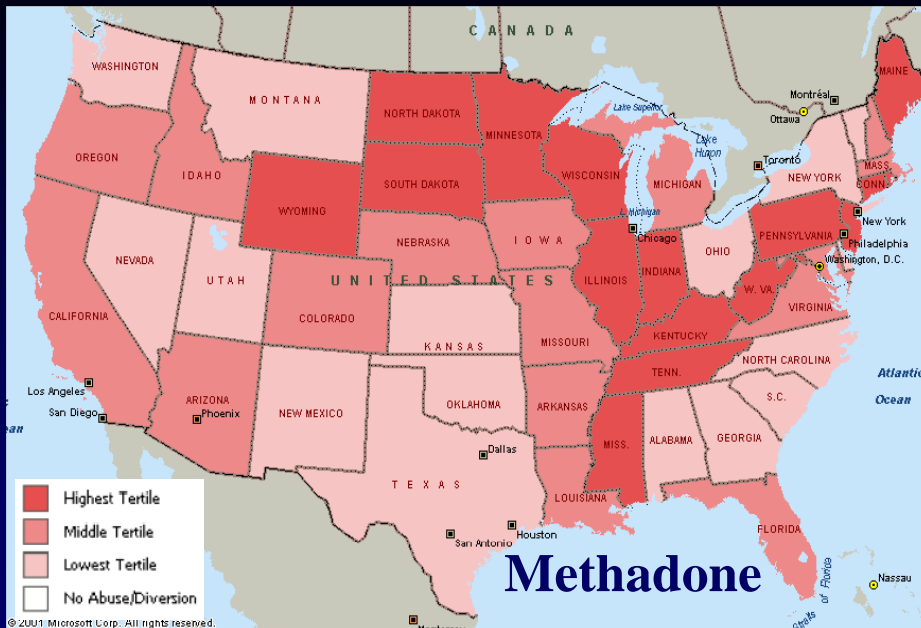 CANADA
WASHINGTON
MONTANA
NORTH DAKOTA
MINNESOTA
Lake Superior
Montréal
Ottawa
MAINE
OREGON
IDAHO
SOUTH DAKOTA
WISCONSIN
MICHIGAN
Lake
Huron
Toronto
MASS.
NEW YORK
CONN.
WYOMING
L. Michigan
Chicago
New York
NEBRASKA
IOWA
OHIO
PENNSYLVANIA
Philadelphia
Washington, D.C.
NEVADA
UTAH
UNITED STATES
ILLINOIS
INDIANA
W. VA.
VIRGINIA
CALIFORNIA
COLORADO
KANSAS
MISSOURI
KENTUCKY
NORTH CAROLINA
TENN.
Los Angeles
San Diego
ARIZONA
Phoenix
NEW MEXICO
OKLAHOMA
ARKANSAS
S.C.
Atlantic
Ocean
ean
MISS.
ALABAMA
GEORGIA
Dallas
TEXAS
LOUISIANA
San Antonio
Houston
FLORIDA
Highest Tertile
Middle Tertile
Lowest Tertile
No Abuse/Diversion
Methadone
Straits of Florida
Nassau
© 2001 Microsoft Corp. All rights reserved.